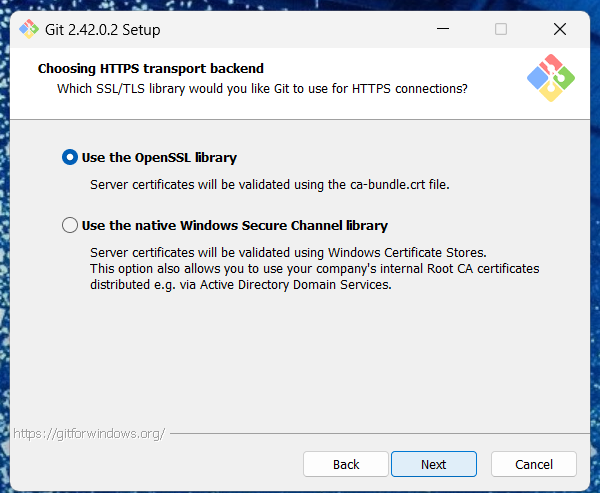 Git 2.42.0.2 Setup
Choosing HTTPS transport backend
Which SSL/TLS library would you like Git to use for HTTPS connections?
Use the OpenSSL library
Server certificates will be validated using the ca-bundle.crt file.
Use the native Windows Secure Channel library
Server certificates will be validated using Windows Certificate Stores.
This option also allows you to use your company's internal Root CA certificates
distributed e.g. via Active Directory Domain Services.
https://gitforwindows.org/
Back Next Cancel